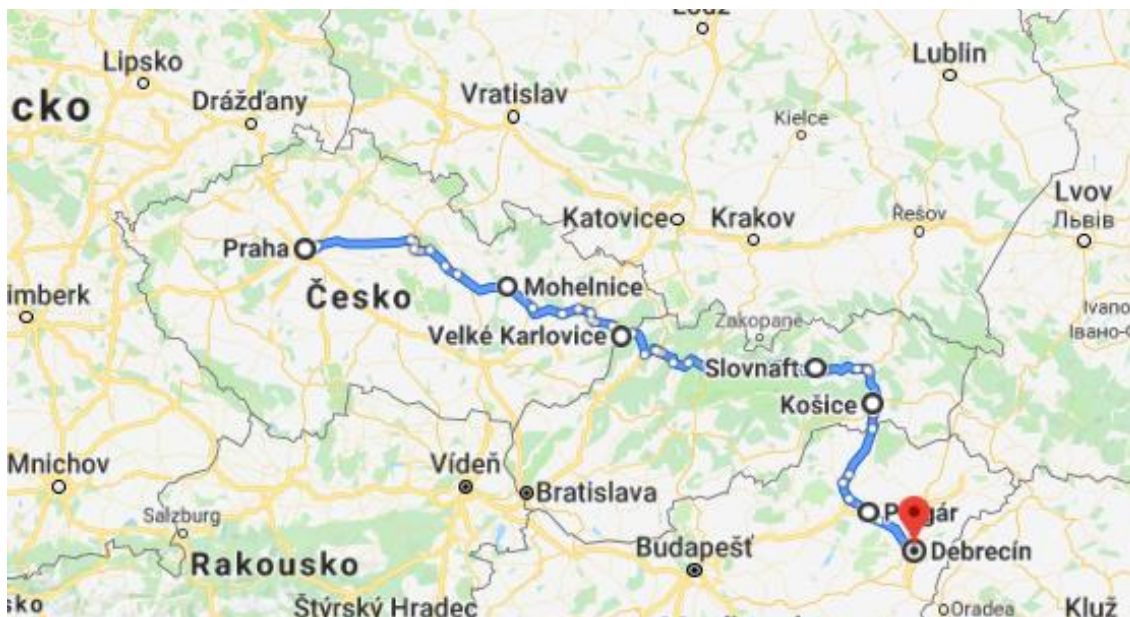 Lodž
Lipsko
Lublin
cko
Drážďany
Vratislav
Kielce
Lvov
Львів
Katovice
Krakov
Řešov
Praha
Mohelnice
imberk
Česko
Ivano
Івано-
Zakopane
Velké Karlovice
Slovnaft
Košice
Mnichov
Vídeň
Bratislava
Salzburg
Budapešť
Debrecín
Rakousko
sko
Štýrský Hradec
Oradea
Kluž